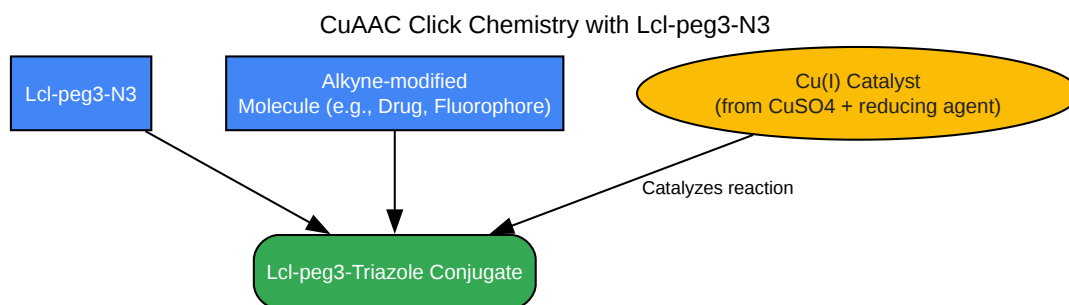 CuAAC Click Chemistry with Lcl-peg3-N3
Lcl-peg3-N3
Alkyne-modified
Molecule (e.g., Drug, Fluorophore)
Cu(I) Catalyst
(from CuSO4 + reducing agent)
Catalyzes reaction
Lcl-peg3-Triazole Conjugate